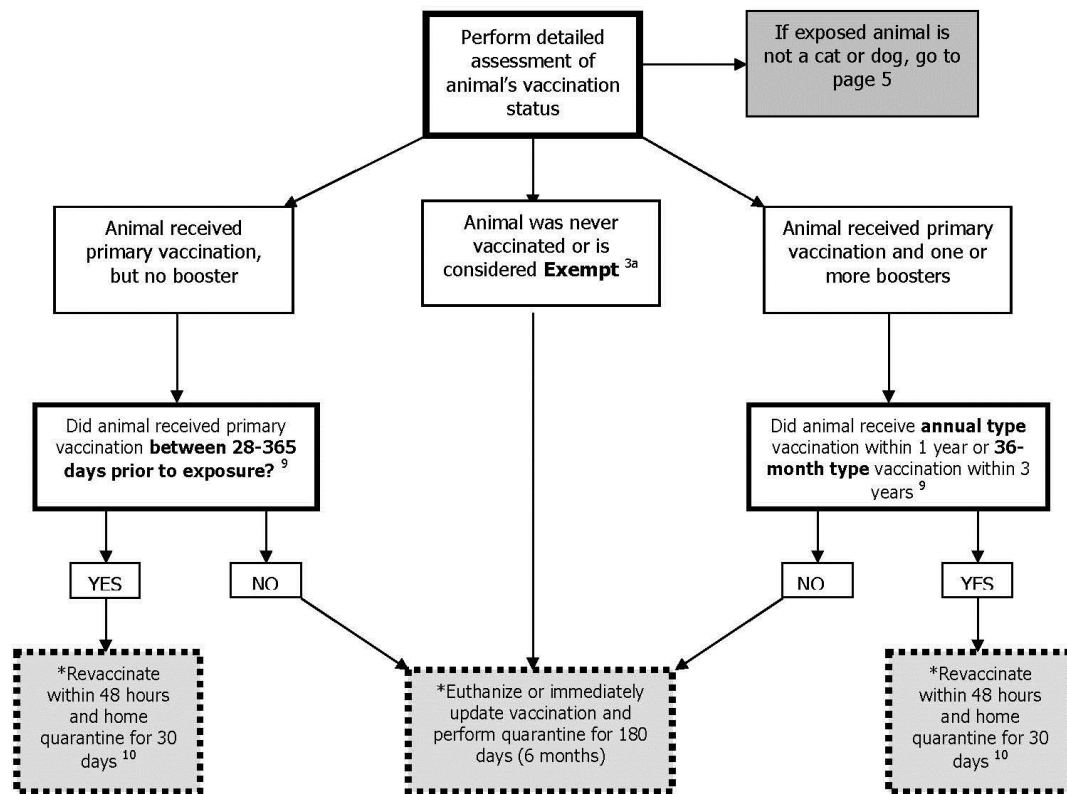 Perform detailed
assessment of
animal's vaccination
status
If exposed animal is
not a cat or dog, go to
page 5
Animal received
primary vaccination,
but no booster
Animal was never
vaccinated or is
considered Exempt 3a
Animal received primary
vaccination and one or
more boosters
Did animal received primary
vaccination between 28-365
days prior to exposure? 9
Did animal receive annual type
vaccination within 1 year or 36-
month type vaccination within 3
years 9
YES
NO
NO
YES
*Revaccinate
within 48 hours
and home
quarantine for 30
days 10
*Euthanize or immediately
update vaccination and
perform quarantine for 180
days (6 months)
*Revaccinate
within 48 hours
and home
quarantine for 30
days 10